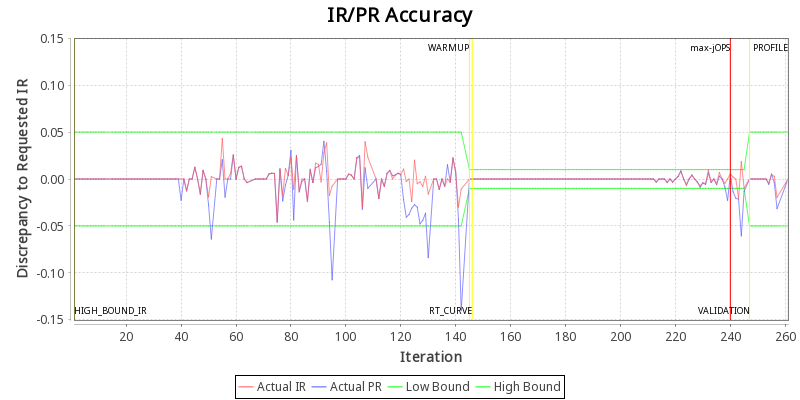 IR/PR Accuracy
Discrepancy to Requested IR
0.15
0.10
0.05
0.00
-0.05
-0.10
-0.15
WARMUP
max-jOPS
PROFILE
HIGH_BOUND_IR
RT_CURVE
VALIDATION
20 40 60 80 100 120 140 160 180 200 220 240 260
Iteration
Actual IR Actual PR Low Bound High Bound